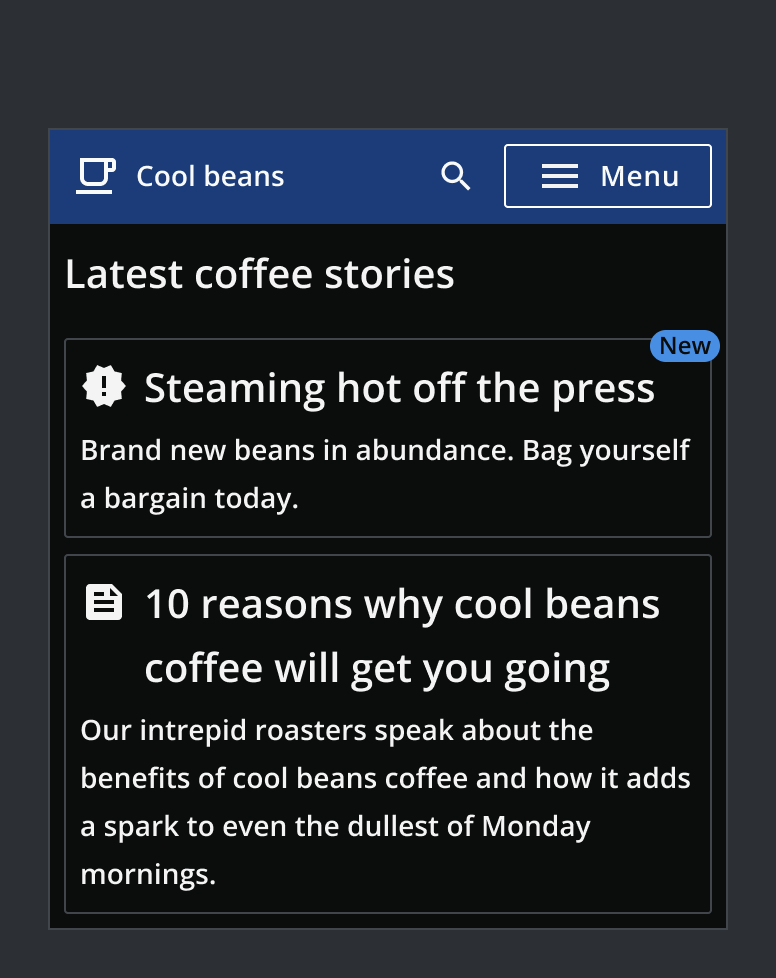 Cool beans
Menu
Latest coffee stories
New
Steaming hot off the press
Brand new beans in abundance. Bag yourself
a bargain today.
10 reasons why cool beans
coffee will get you going
Our intrepid roasters speak about the
benefits of cool beans coffee and how it adds
a spark to even the dullest of Monday
mornings.